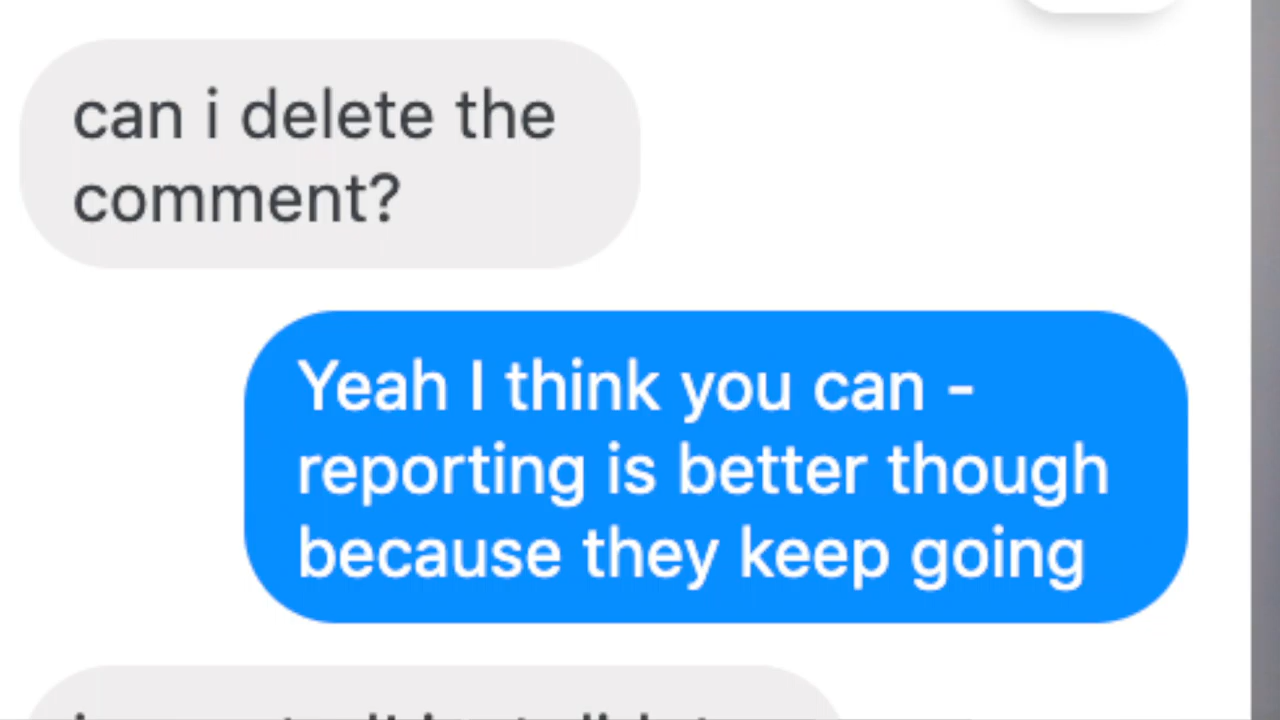 can i delete the
comment?
Yeah I think you can -
reporting is better though
because they keep going